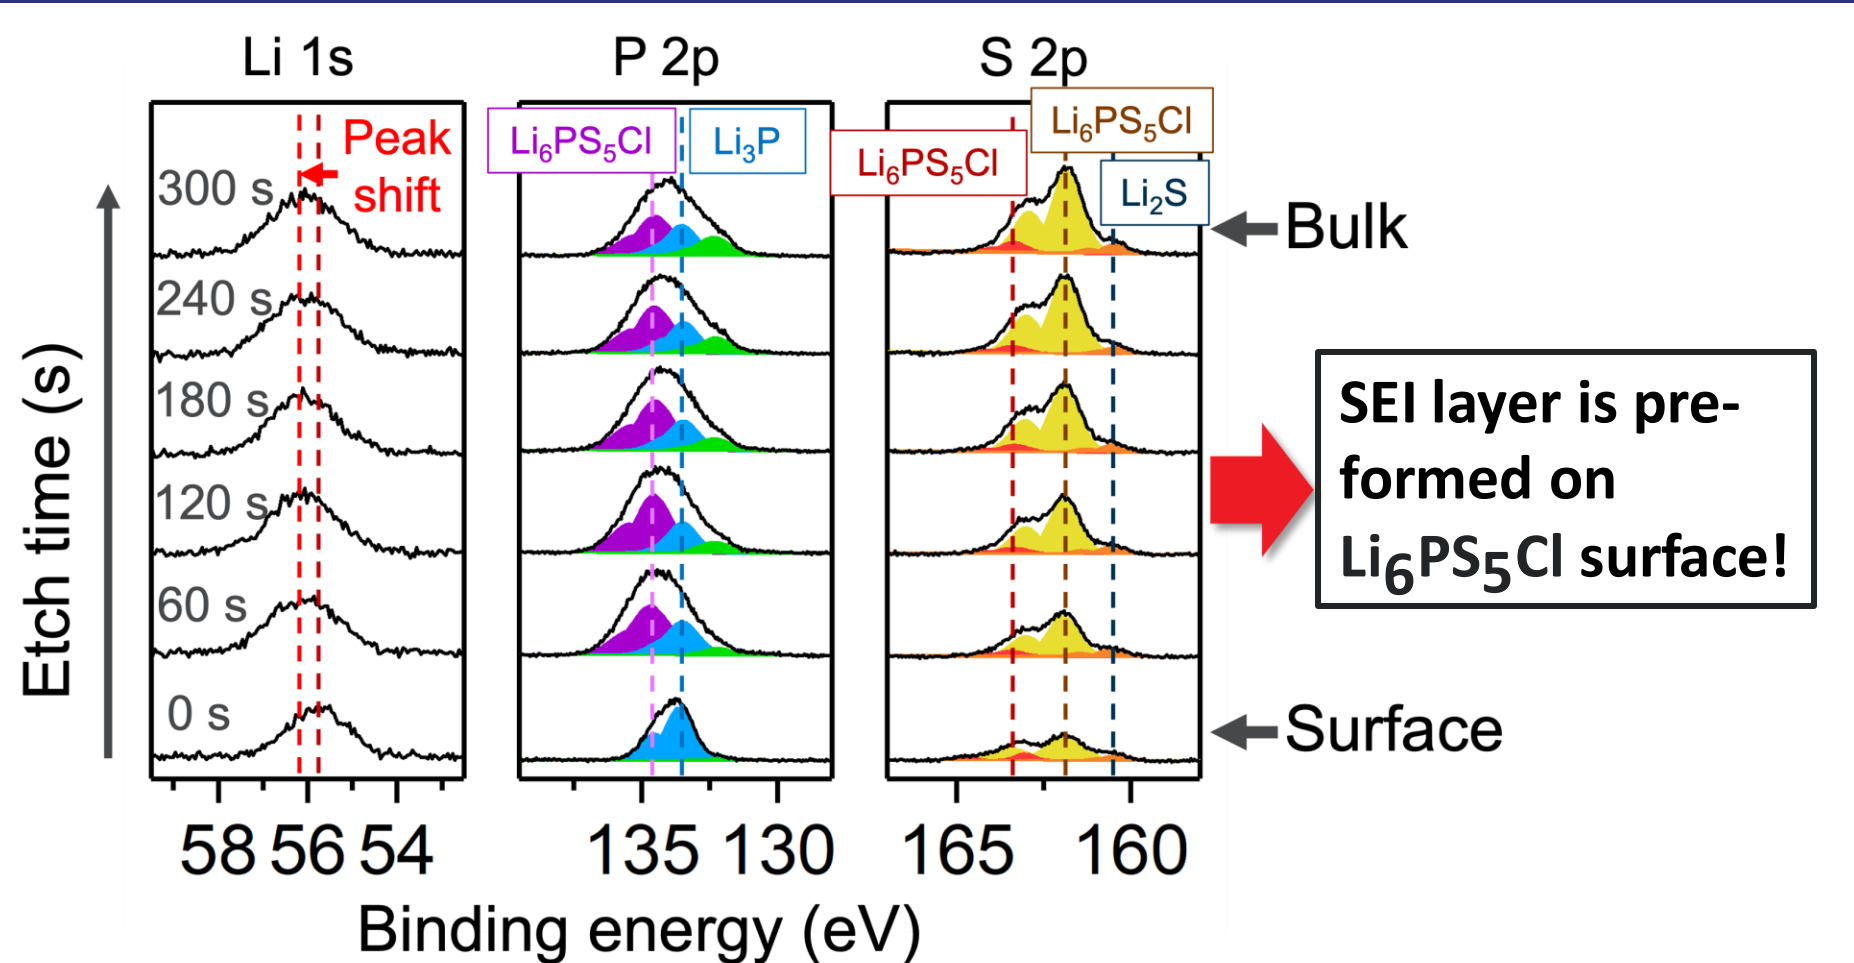 Li 1s
P 2p
S 2p
Peak
shift
Li₆PS₅Cl
Li₃P
Li₆PS₅Cl
Li₆PS₅Cl
Li₂S
300 s
240 s
180 s
120 s
60 s
0 s
Etch time (s)
Bulk
Surface
SEI layer is pre-
formed on
Li₆PS₅Cl surface!
58 56 54
135 130
165 160
Binding energy (eV)